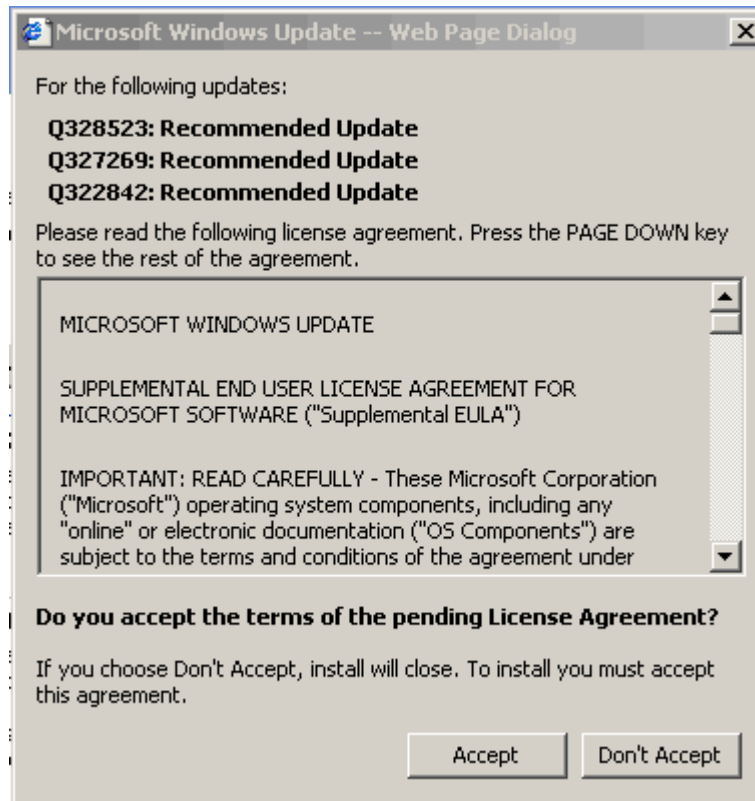 Microsoft Windows Update -- Web Page Dialog
For the following updates:
Q328523: Recommended Update
Q327269: Recommended Update
Q322842: Recommended Update
Please read the following license agreement. Press the PAGE DOWN key
to see the rest of the agreement.
MICROSOFT WINDOWS UPDATE
SUPPLEMENTAL END USER LICENSE AGREEMENT FOR
MICROSOFT SOFTWARE ("Supplemental EULA")
IMPORTANT: READ CAREFULLY - These Microsoft Corporation
("Microsoft") operating system components, including any
"online" or electronic documentation ("OS Components") are
subject to the terms and conditions of the agreement under
Do you accept the terms of the pending License Agreement?
If you choose Don't Accept, install will close. To install you must accept
this agreement.
Accept Don't Accept